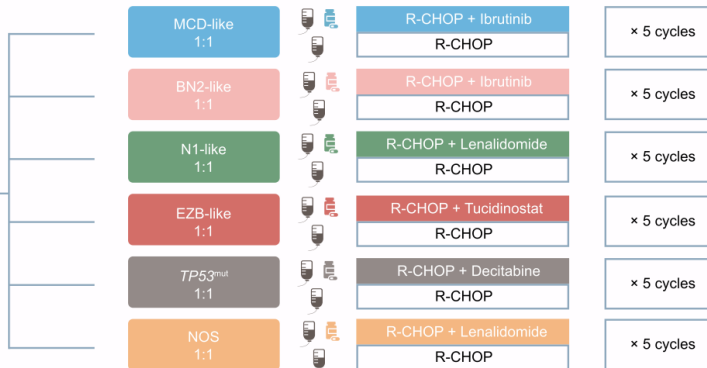 MCD-like
1:1
R-CHOP + Ibrutinib
R-CHOP
× 5 cycles
BN2-like
1:1
R-CHOP + Ibrutinib
R-CHOP
× 5 cycles
N1-like
1:1
R-CHOP + Lenalidomide
R-CHOP
× 5 cycles
EZB-like
1:1
R-CHOP + Tucidinostat
R-CHOP
× 5 cycles
TP53mut
1:1
R-CHOP + Decitabine
R-CHOP
× 5 cycles
NOS
1:1
R-CHOP + Lenalidomide
R-CHOP
× 5 cycles